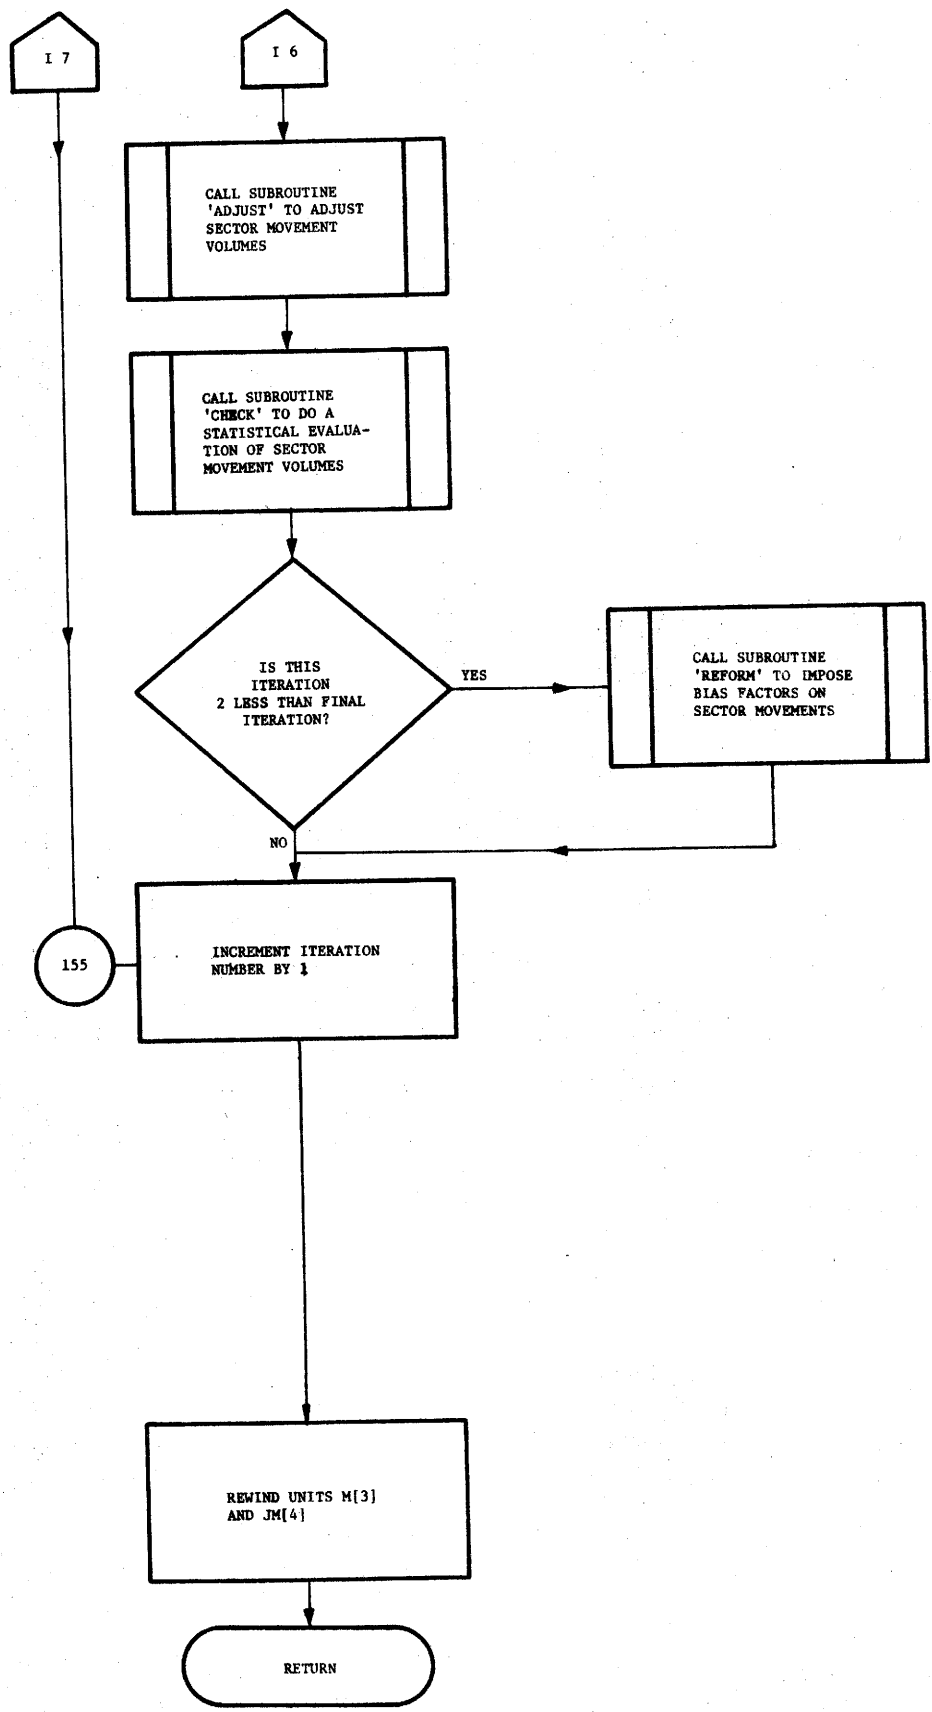 I 7
I 6
CALL SUBROUTINE
'ADJUST' TO ADJUST
SECTOR MOVEMENT
VOLUMES
CALL SUBROUTINE
'CHECK' TO DO A
STATISTICAL EVALUA-
TION OF SECTOR
MOVEMENT VOLUMES
IS THIS
ITERATION
2 LESS THAN FINAL
ITERATION?
YES
CALL SUBROUTINE
'REFORM' TO IMPOSE
BIAS FACTORS ON
SECTOR MOVEMENTS
NO
155
INCREMENT ITERATION
NUMBER BY 1
REWIND UNITS M[3]
AND JM[4]
RETURN